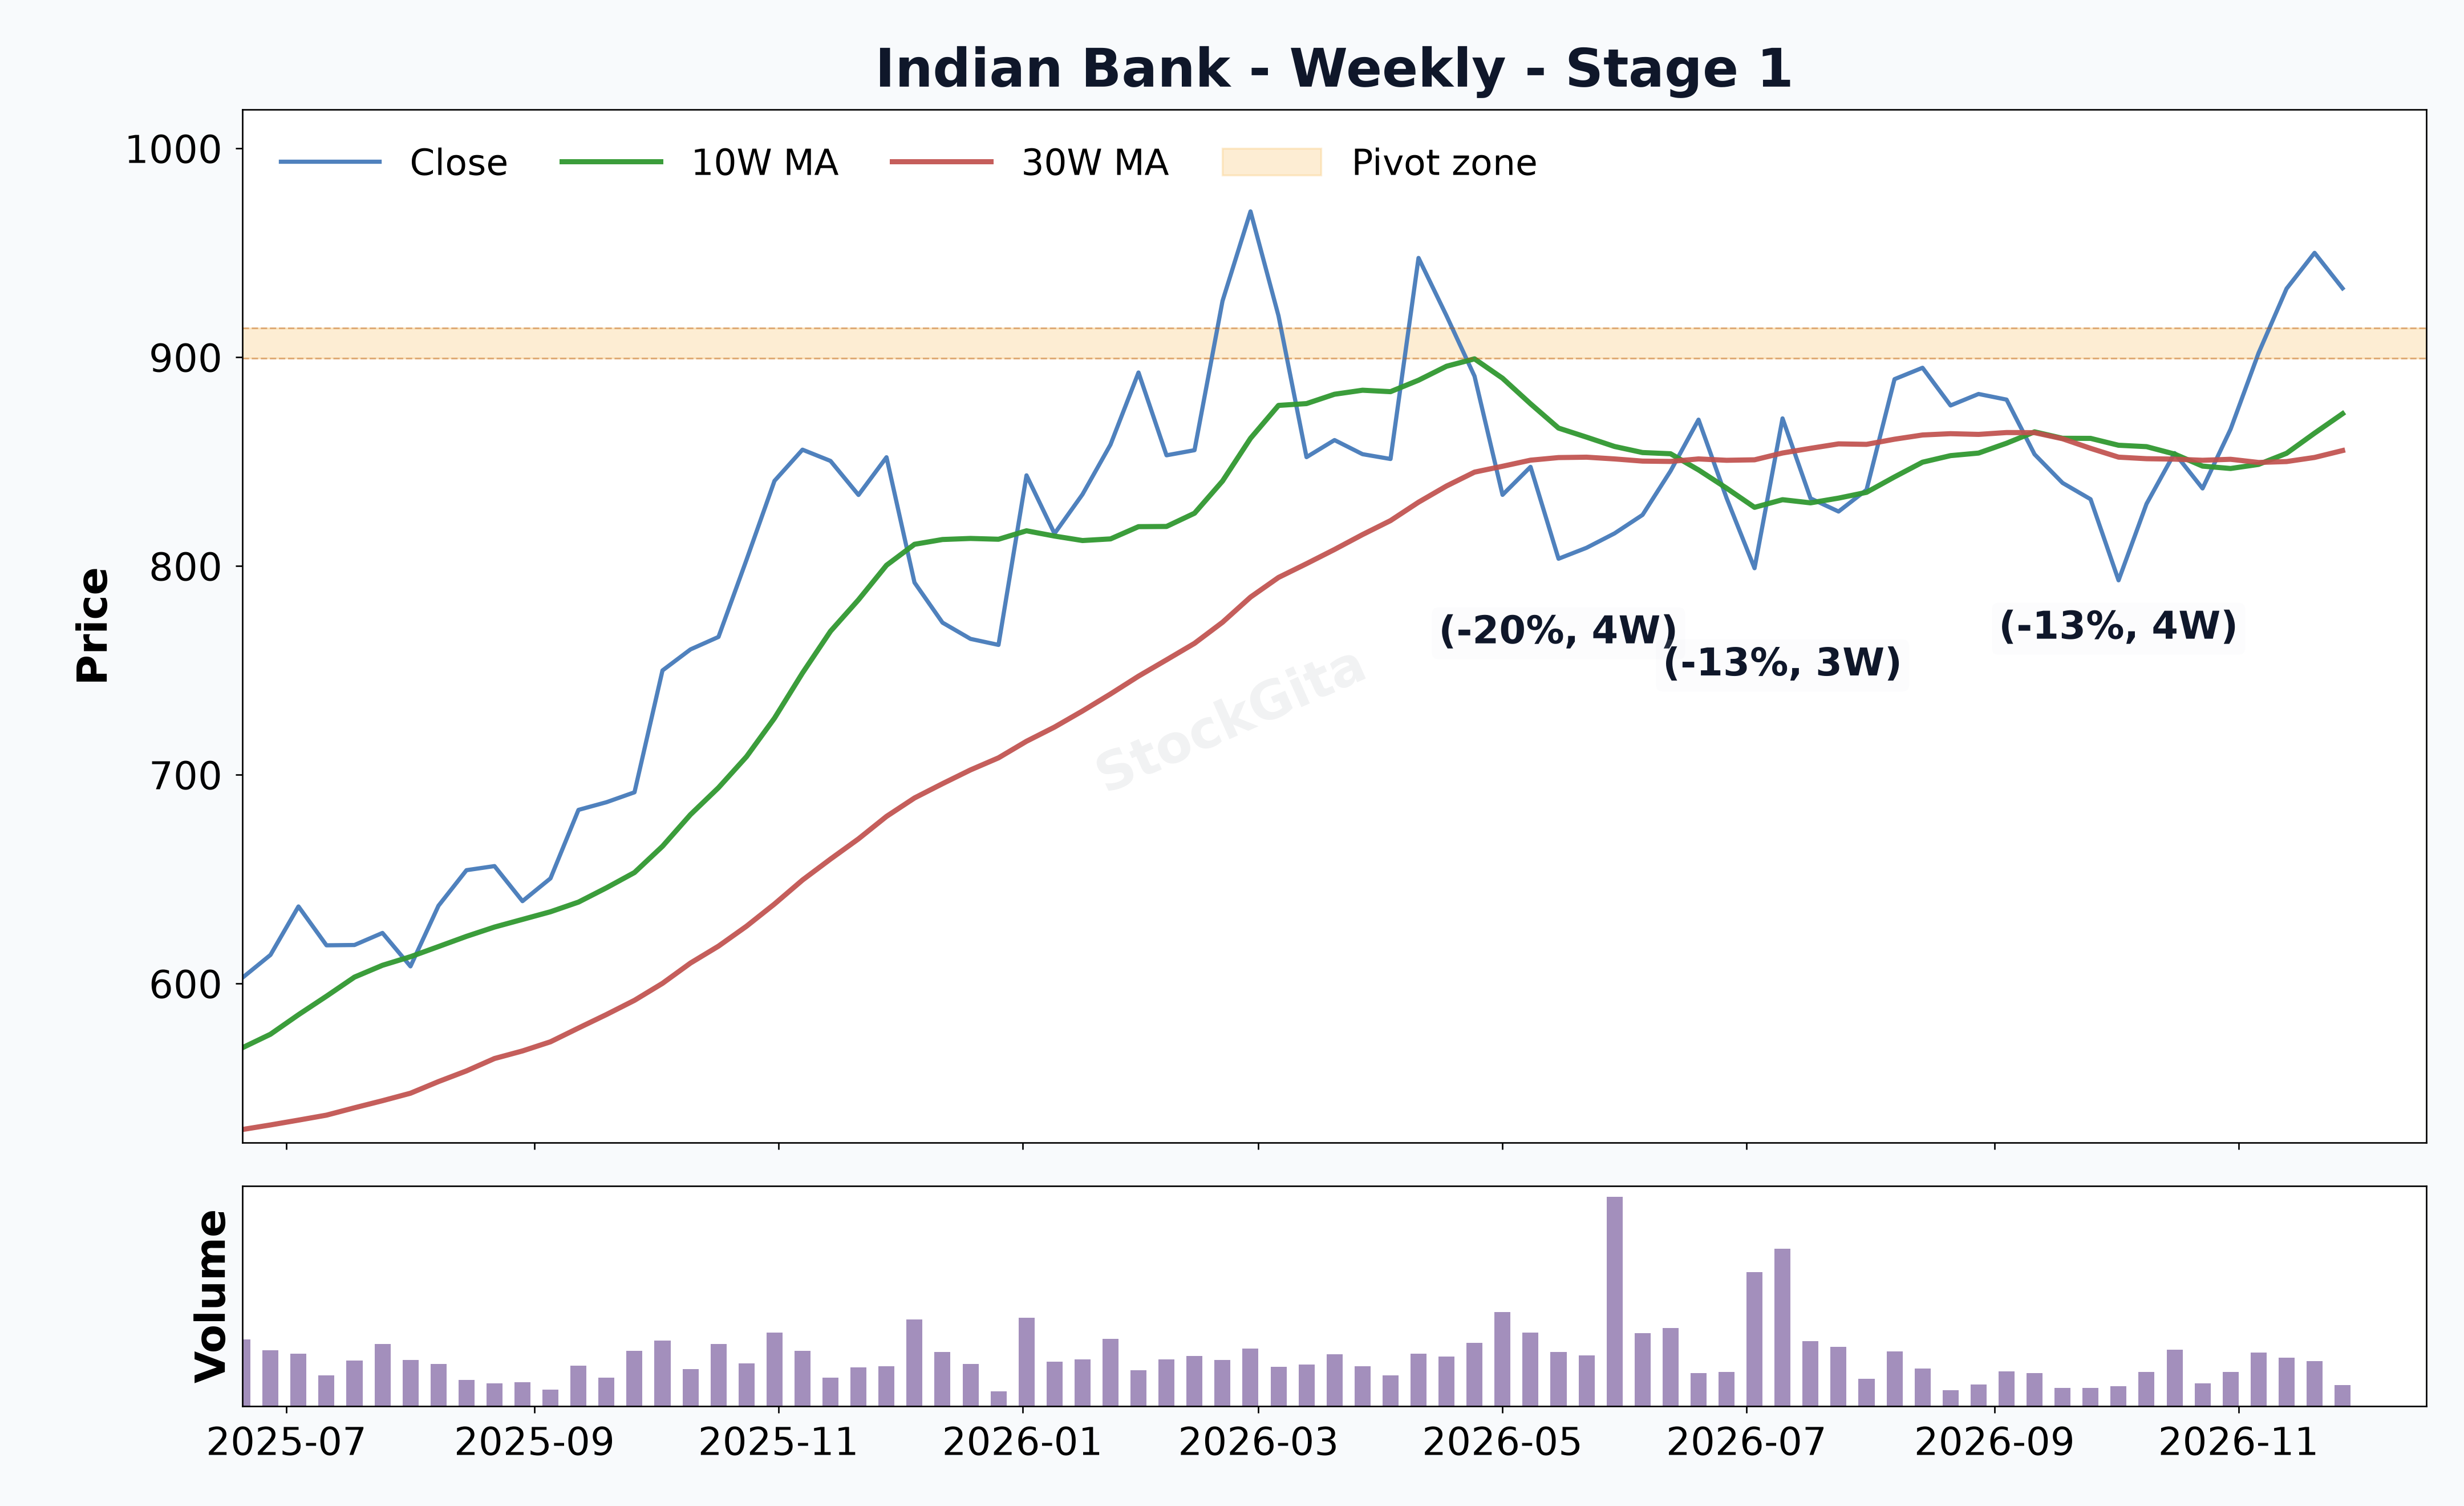 Indian Bank - Weekly - Stage 1
Close 10W MA 30W MA Pivot zone
1000
900
800
700
600
Price
(-20%, 4W)
(-13%, 3W)
(-13%, 4W)
StockGita
Volume
2025-07 2025-09 2025-11 2026-01 2026-03 2026-05 2026-07 2026-09 2026-11